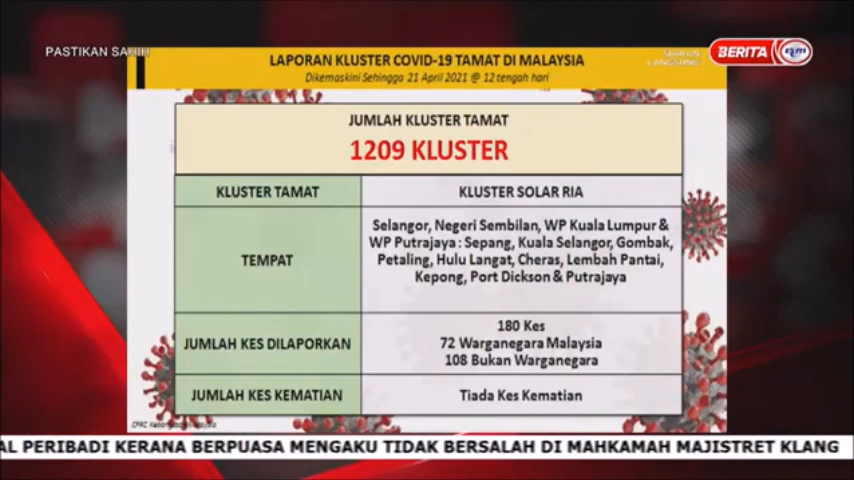 PASTIKAN SAHIH
BERITA rtm
SIARAN
LANGSUNG
LAPORAN KLUSTER COVID-19 TAMAT DI MALAYSIA
Dikemaskini Sehingga 21 April 2021 @ 12 tengah hari
JUMLAH KLUSTER TAMAT
1209 KLUSTER
KLUSTER TAMAT
KLUSTER SOLAR RIA
TEMPAT
Selangor, Negeri Sembilan, WP Kuala Lumpur &
WP Putrajaya : Sepang, Kuala Selangor, Gombak,
Petaling, Hulu Langat, Cheras, Lembah Pantai,
Kepong, Port Dickson & Putrajaya
JUMLAH KES DILAPORKAN
180 Kes
72 Warganegara Malaysia
108 Bukan Warganegara
JUMLAH KES KEMATIAN
Tiada Kes Kematian
CPRC
AL PERIBADI KERANA BERPUASA MENGAKU TIDAK BERSALAH DI MAHKAMAH MAJISTRET KLANG